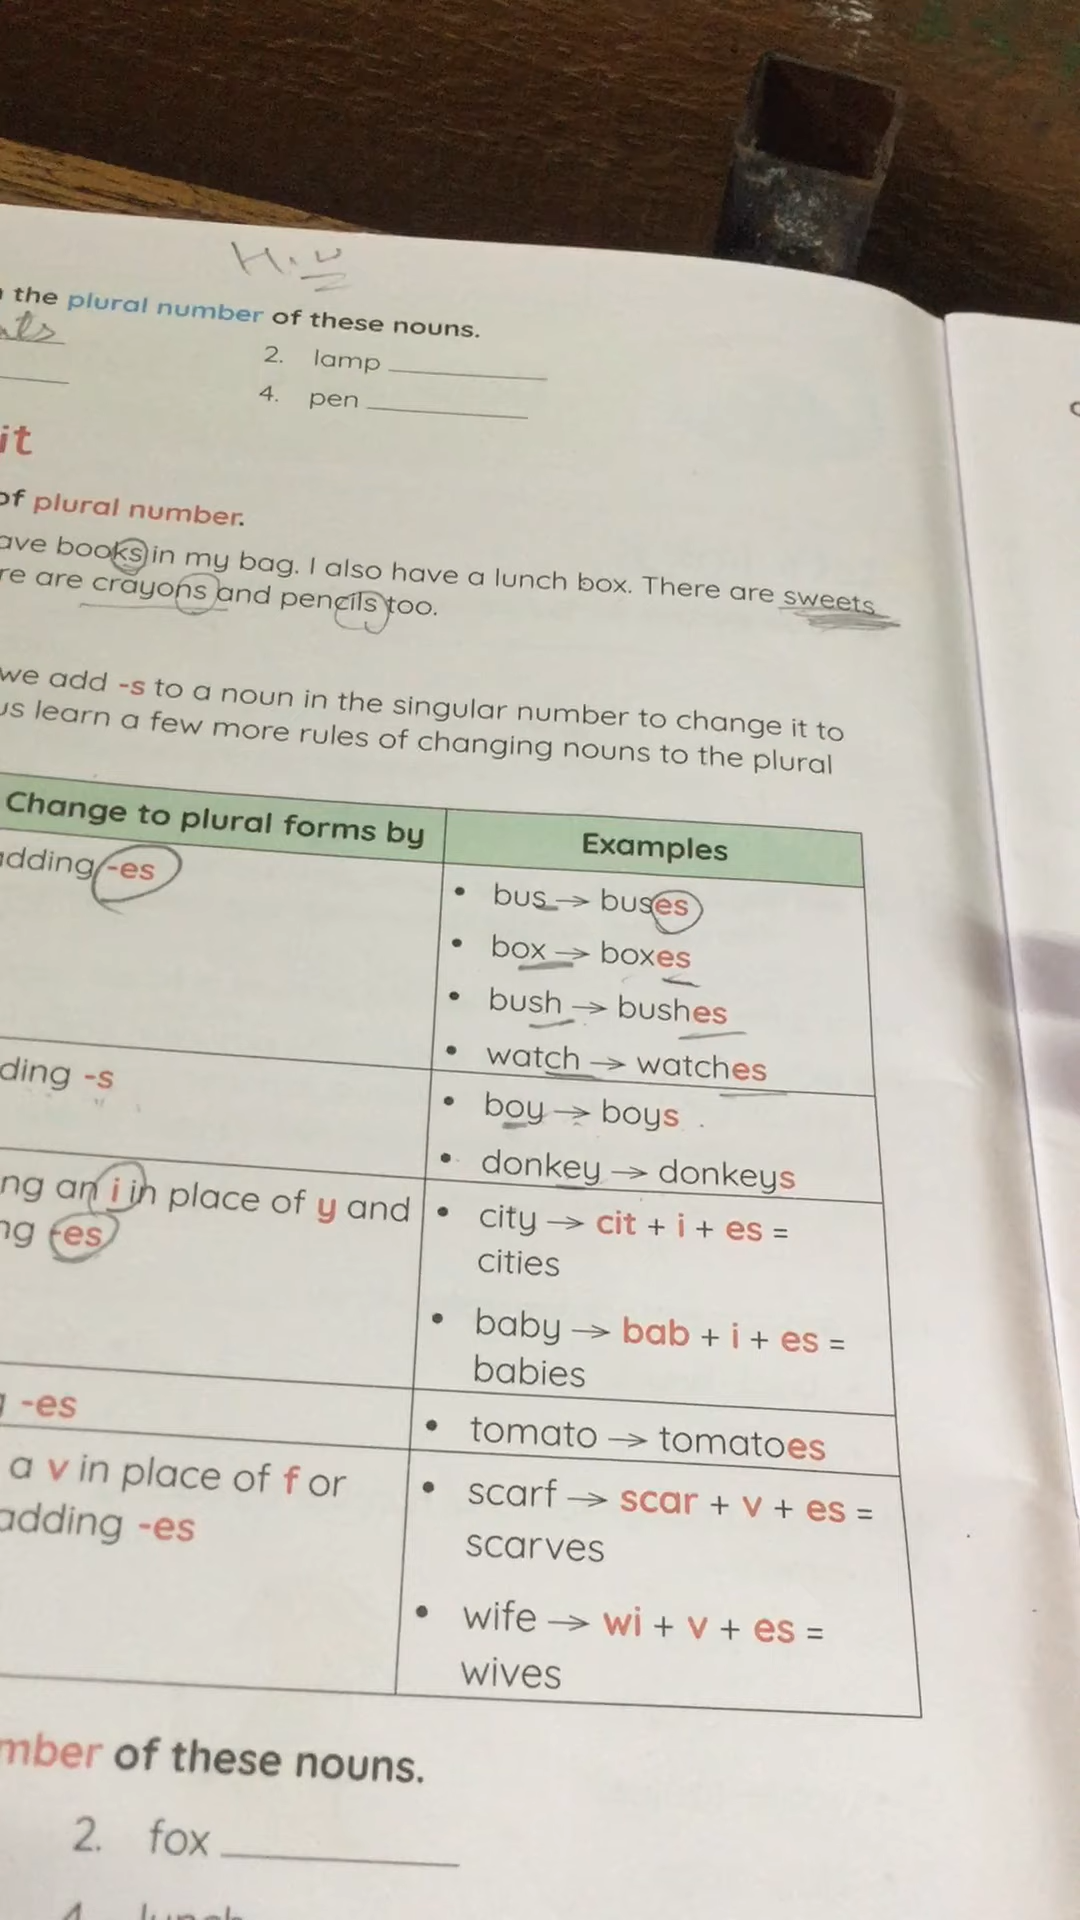 H.W
the plural number of these nouns.
2. lamp
4. pen
it
of plural number.
ave books in my bag. I also have a lunch box. There are sweets
re are crayons and pencils too.
we add -s to a noun in the singular number to change it to
us learn a few more rules of changing nouns to the plural
Change to plural forms by
Examples
adding -es
• bus → buses
• box → boxes
• bush → bushes
• watch → watches
ding -s
• boy → boys
• donkey → donkeys
ng an i in place of y and
ng -es
• city → cit + i + es =
cities
• baby → bab + i + es =
babies
-es
• tomato → tomatoes
a v in place of f or
adding -es
• scarf → scar + v + es =
scarves
• wife → wi + v + es =
wives
mber of these nouns.
2. fox
4. lunch